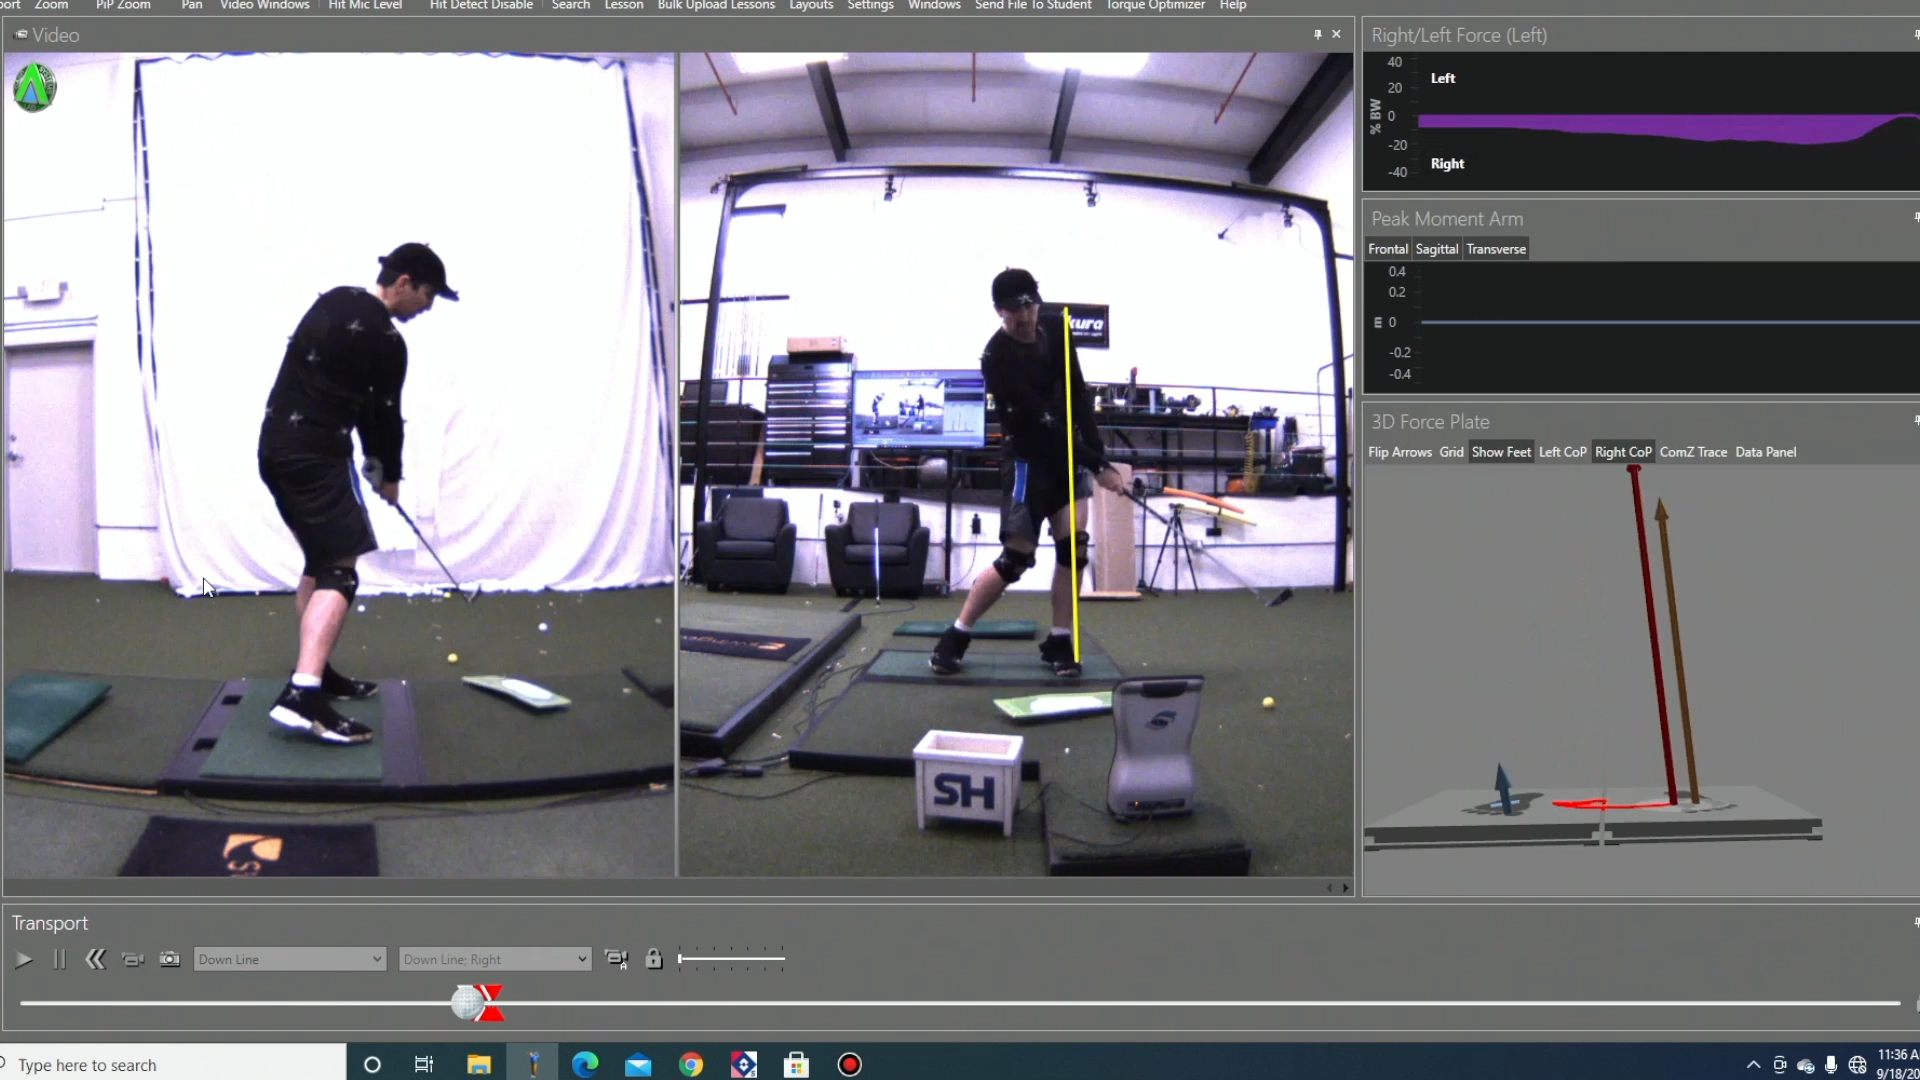 Zoom PiP Zoom Pan Video Windows Hit Mic Level Hit Detect Disable Search Lesson Bulk Upload Lessons Layouts Settings Windows Send File To Student Torque Optimizer Help
Video
kura
SH
Right/Left Force (Left)
% BW
40
20
0
-20
-40
Left
Right
Peak Moment Arm
Frontal Sagittal Transverse
m
0.4
0.2
0
-0.2
-0.4
3D Force Plate
Flip Arrows Grid Show Feet Left CoP Right CoP ComZ Trace Data Panel
Transport
Down Line
Down Line; Right
Type here to search
11:36 A
9/18/20